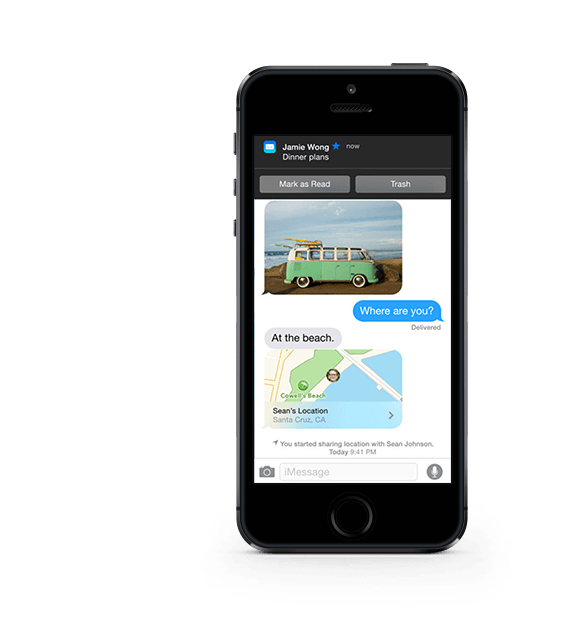 Jamie Wong ★ now
Dinner plans
Mark as Read Trash
Where are you?
Delivered
At the beach.
Cowell's Beach
Sean's Location
Santa Cruz, CA
You started sharing location with Sean Johnson.
Today 9:41 PM
iMessage